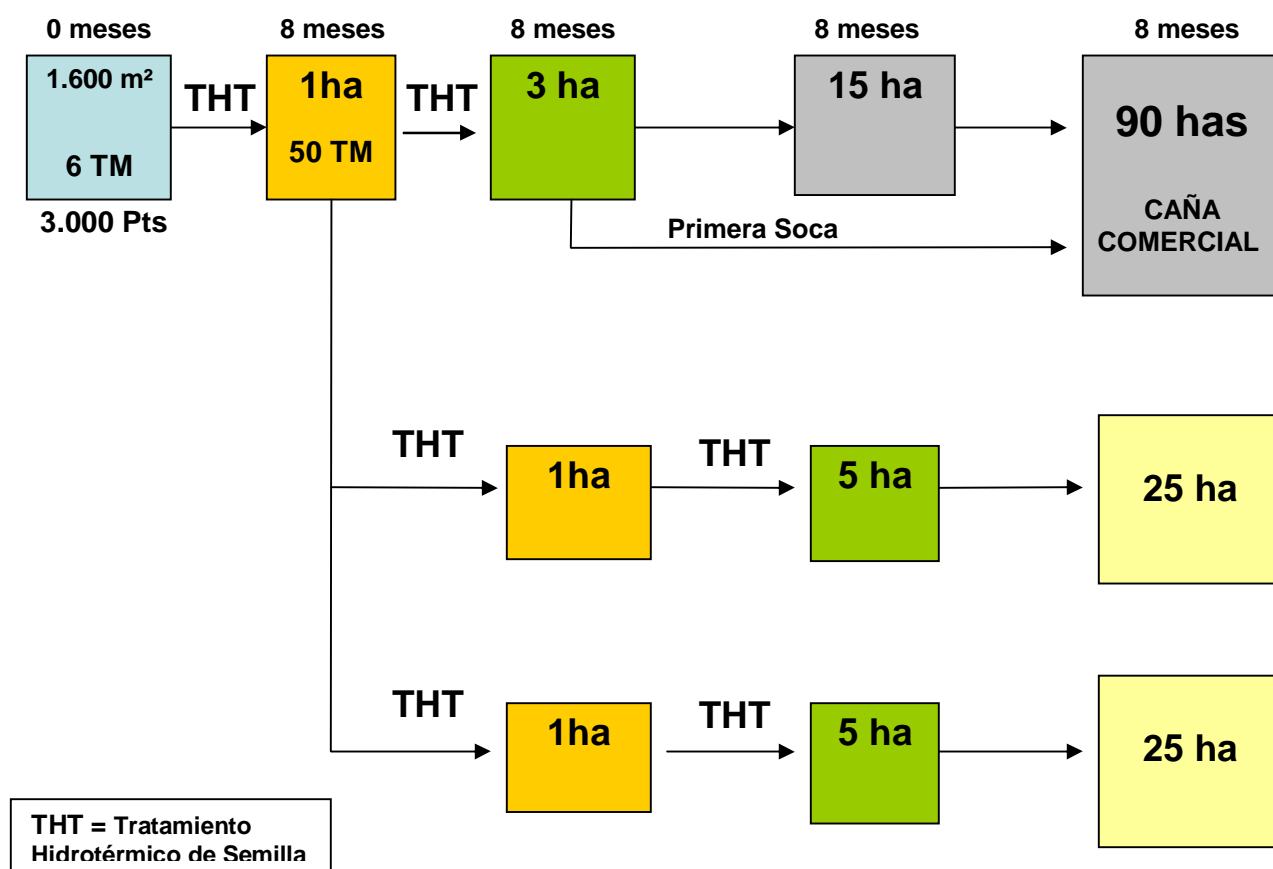 0 meses
8 meses
8 meses
8 meses
8 meses
1.600 m²
6 TM
3.000 Pts
THT
1ha
50 TM
THT
3 ha
15 ha
90 has
CAÑA
COMERCIAL
Primera Soca
THT
1ha
THT
5 ha
25 ha
THT
1ha
THT
5 ha
25 ha
THT = Tratamiento
Hidrotérmico de Semilla